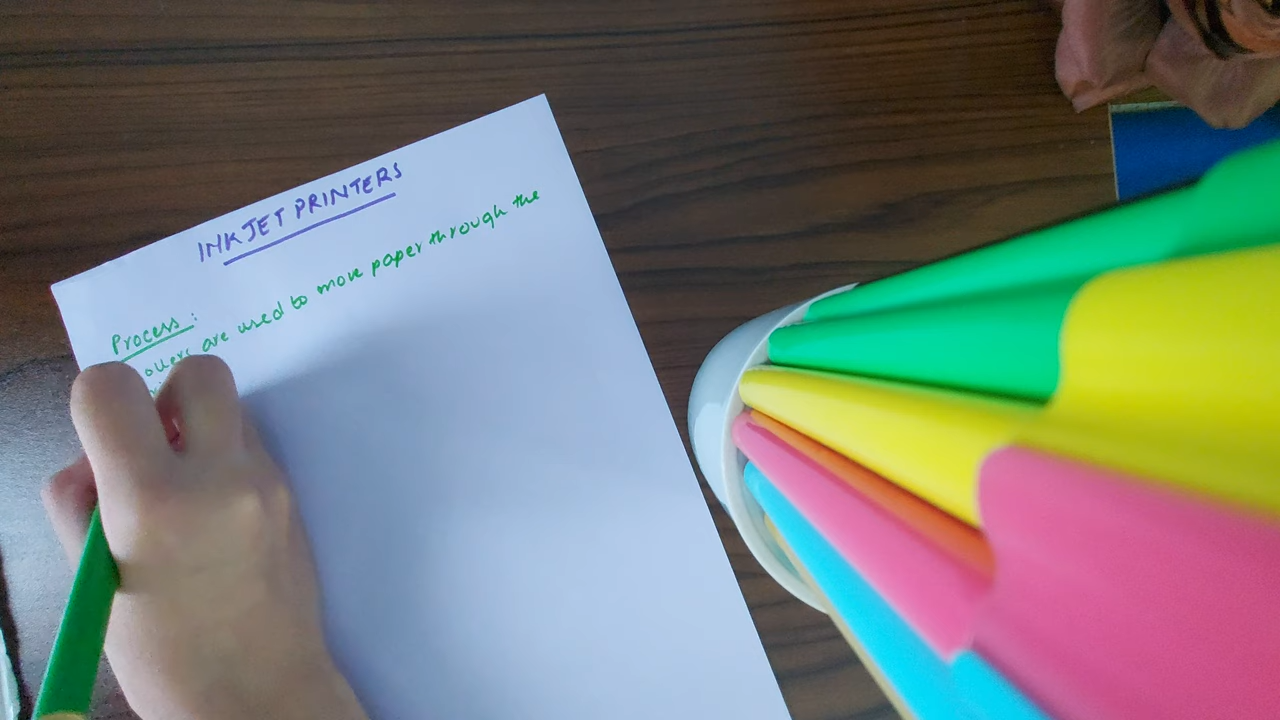 INKJET PRINTERS
Process:
ollers are used to move paper through the